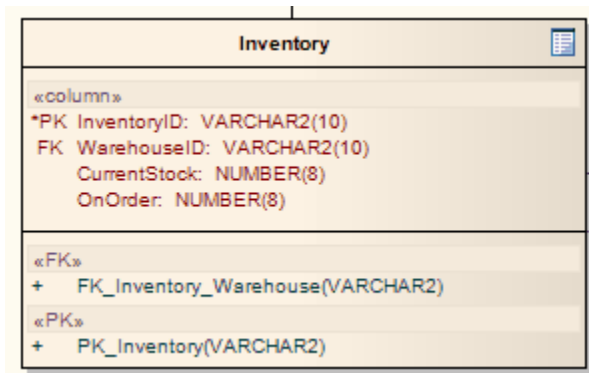 Inventory
«column»
*PK InventoryID: VARCHAR2(10)
FK WarehouseID: VARCHAR2(10)
CurrentStock: NUMBER(8)
OnOrder: NUMBER(8)
«FK»
+ FK_Inventory_Warehouse(VARCHAR2)
«PK»
+ PK_Inventory(VARCHAR2)